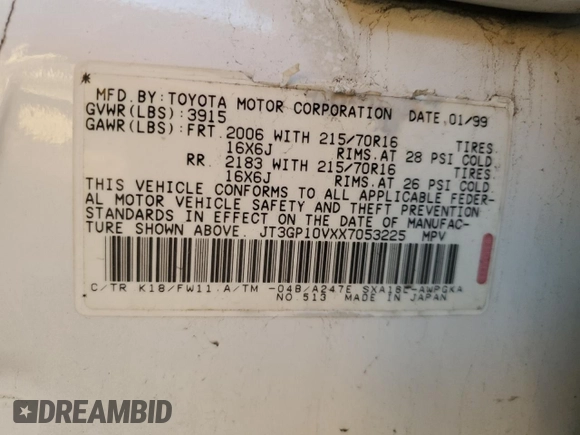 MFD. BY: TOYOTA MOTOR CORPORATION DATE. 01/99
GVWR(LBS): 3915
GAWR(LBS): FRT. 2006 WITH 215/70R16 TIRES
16X6J RIMS. AT 28 PSI COLD.
RR. 2183 WITH 215/70R16 TIRES
16X6J RIMS. AT 26 PSI COLD.
THIS VEHICLE CONFORMS TO ALL APPLICABLE FEDER-
AL MOTOR VEHICLE SAFETY AND THEFT PREVENTION
STANDARDS IN EFFECT ON THE DATE OF MANUFAC-
TURE SHOWN ABOVE. JT3GP10VXX7053225 MPV
C/TR K18/FW11 A/TM -04B/A247E SXA16L-AWPGKA
NO. 513 MADE IN JAPAN
DREAMBID